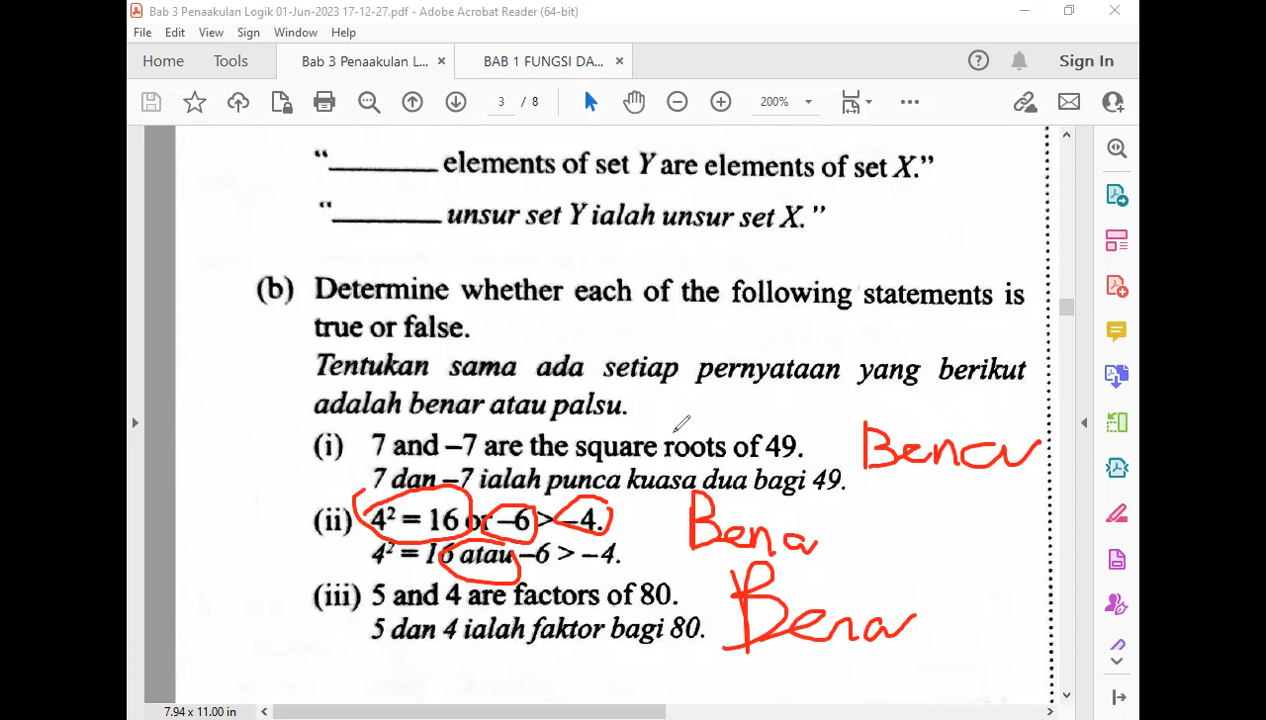 Bab 3 Penaakulan Logik 01-Jun-2023 17-12-27.pdf - Adobe Acrobat Reader (64-bit)
File Edit View Sign Window Help
Home Tools Bab 3 Penaakulan L... × BAB 1 FUNGSI DA... × Sign In
3 / 8 200%
“_______ elements of set Y are elements of set X.”
“_______ unsur set Y ialah unsur set X.”
(b) Determine whether each of the following statements is
true or false.
Tentukan sama ada setiap pernyataan yang berikut
adalah benar atau palsu.
(i) 7 and –7 are the square roots of 49. Benar
7 dan –7 ialah punca kuasa dua bagi 49.
(ii) 4² = 16 or –6 > –4. Benar
4² = 16 atau –6 > –4.
(iii) 5 and 4 are factors of 80. Benar
5 dan 4 ialah faktor bagi 80.
7.94 x 11.00 in